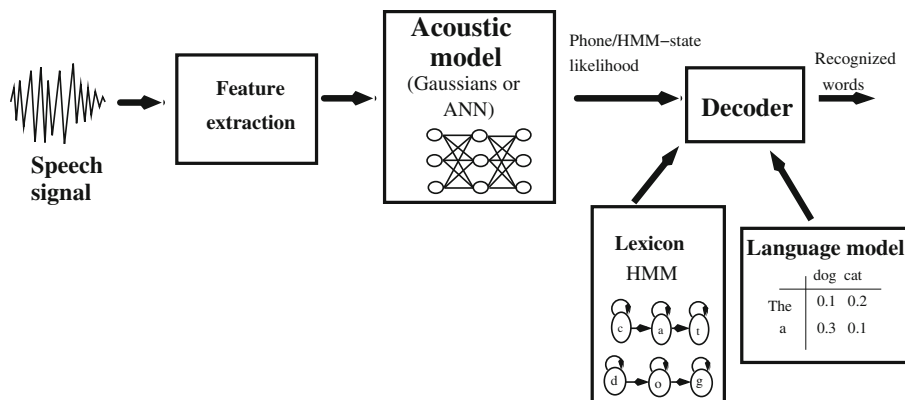 Speech
signal
Feature
extraction
Acoustic
model
(Gaussians or
ANN)
Phone/HMM−state
likelihood
Decoder
Recognized
words
Lexicon
HMM
c a t
d o g
Language model
dog cat
The 0.1 0.2
a 0.3 0.1